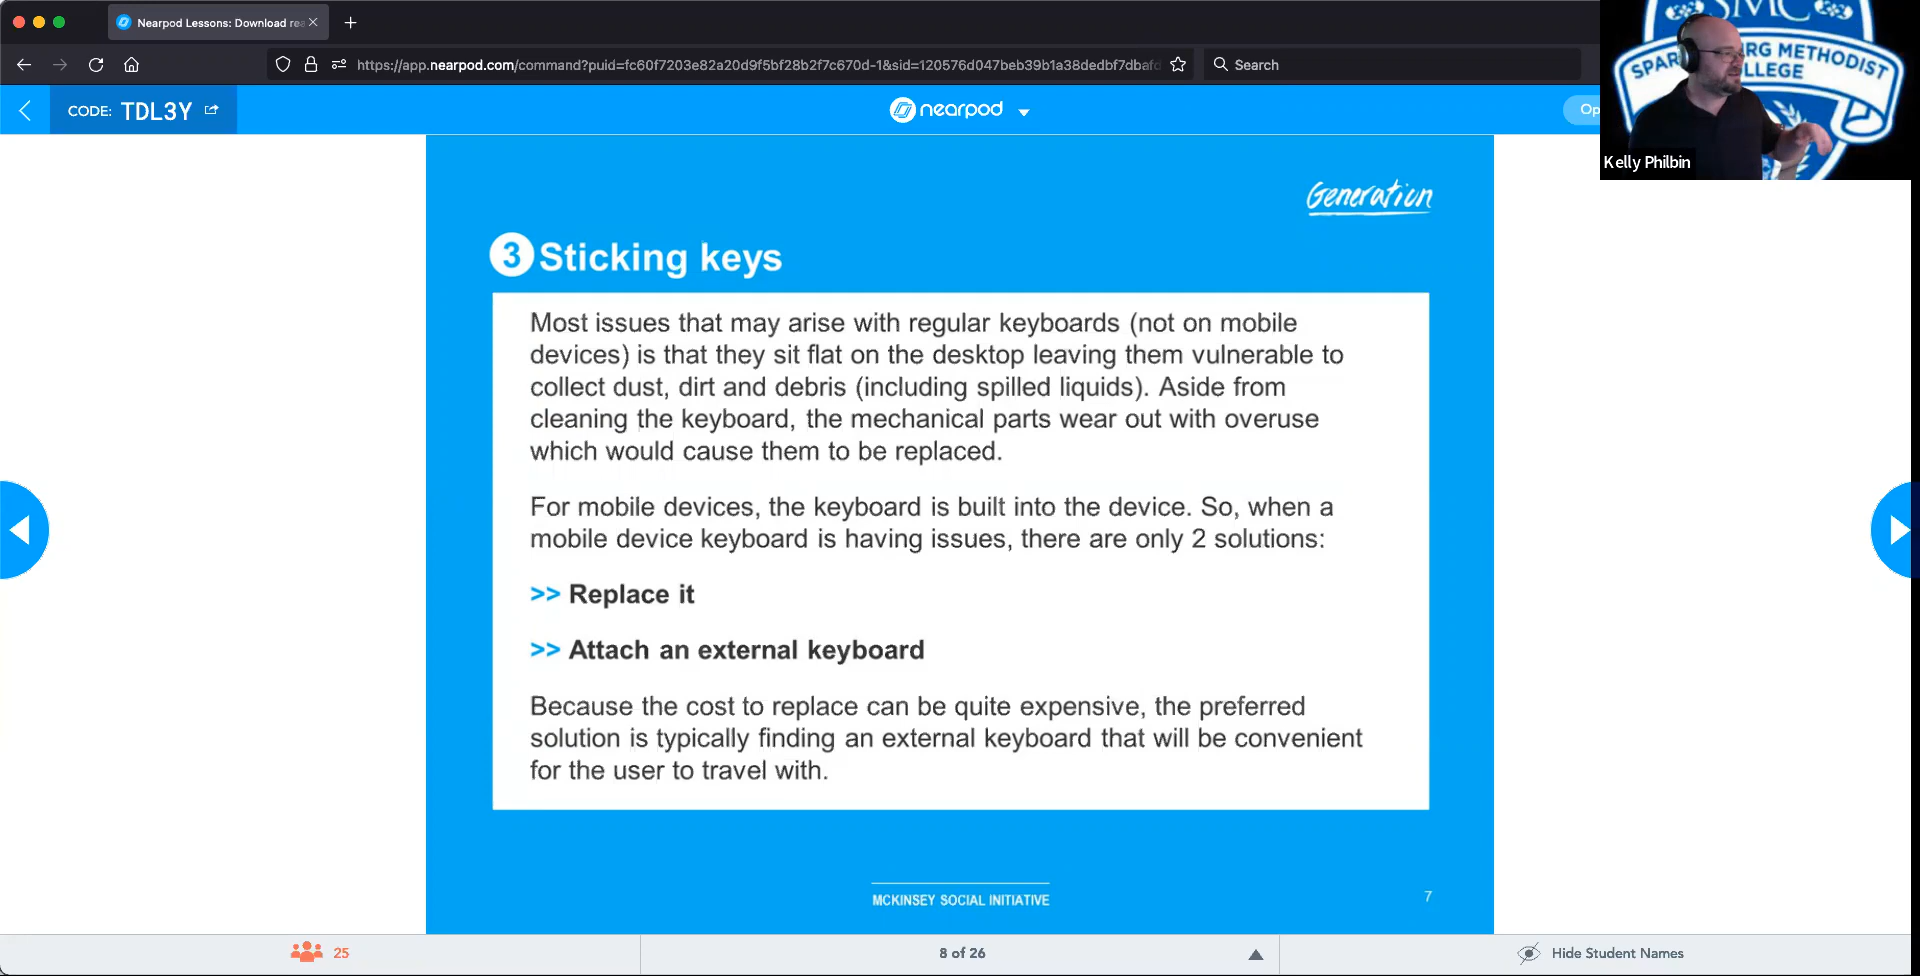 Nearpod Lessons: Download rea
https://app.nearpod.com/command?puid=fc60f7203e82a20d9f5bf28b2f7c670d-1&sid=120576d047beb39b1a38dedbf7dbafd
Search
CODE: TDL3Y
nearpod
Op
SMC
SPARTANBURG METHODIST
COLLEGE
Kelly Philbin
Generation
3 Sticking keys
Most issues that may arise with regular keyboards (not on mobile
devices) is that they sit flat on the desktop leaving them vulnerable to
collect dust, dirt and debris (including spilled liquids). Aside from
cleaning the keyboard, the mechanical parts wear out with overuse
which would cause them to be replaced.
For mobile devices, the keyboard is built into the device. So, when a
mobile device keyboard is having issues, there are only 2 solutions:
>> Replace it
>> Attach an external keyboard
Because the cost to replace can be quite expensive, the preferred
solution is typically finding an external keyboard that will be convenient
for the user to travel with.
MCKINSEY SOCIAL INITIATIVE
7
25
8 of 26
Hide Student Names